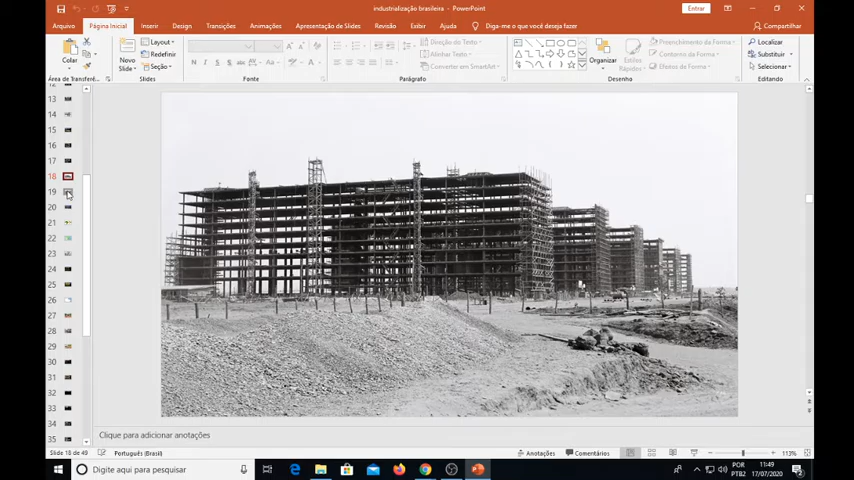 industrialização brasileira - PowerPoint
Entrar
Arquivo Página Inicial Inserir Design Transições Animações Apresentação de Slides Revisão Exibir Ajuda Diga-me o que você deseja fazer Compartilhar
Colar
Novo Slide
Layout
Redefinir
Seção
N I S S abc AV Aa A
Direção do Texto
Alinhar Texto
Converter em SmartArt
Organizar
Estilos Rápidos
Preenchimento da Forma
Contorno da Forma
Efeitos de Forma
Localizar
Substituir
Selecionar
Área de Transferê... Slides Fonte Parágrafo Desenho Editando
12
13
14
15
16
17
18
19
20
21
22
23
24
25
26
27
28
29
30
31
32
33
34
35
Clique para adicionar anotações
Slide 18 de 49 Português (Brasil) Anotações Comentários 113%
Digite aqui para pesquisar
POR
PTB2
11:49
17/07/2020
2